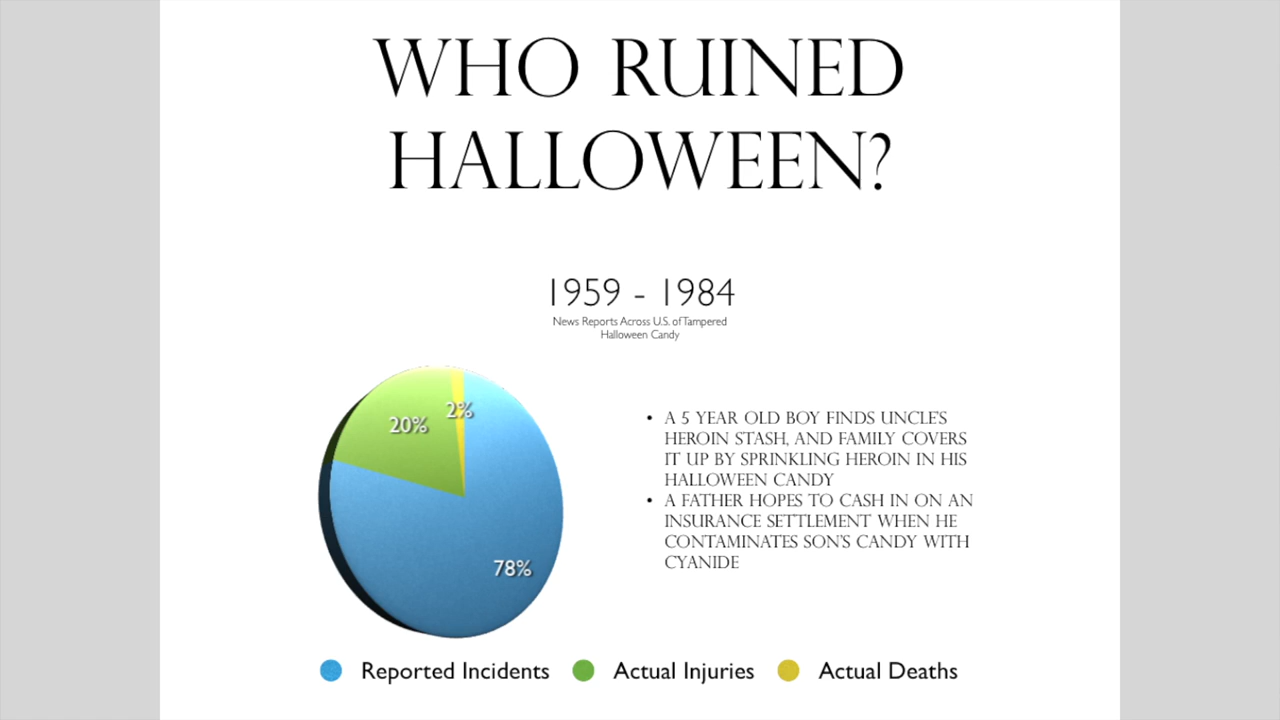 WHO RUINED
HALLOWEEN?
1959 - 1984
News Reports Across U.S. of Tampered
Halloween Candy
20%
2%
78%
• A 5 YEAR OLD BOY FINDS UNCLE'S
HEROIN STASH, AND FAMILY COVERS
IT UP BY SPRINKLING HEROIN IN HIS
HALLOWEEN CANDY
• A FATHER HOPES TO CASH IN ON AN
INSURANCE SETTLEMENT WHEN HE
CONTAMINATES SON'S CANDY WITH
CYANIDE
Reported Incidents Actual Injuries Actual Deaths